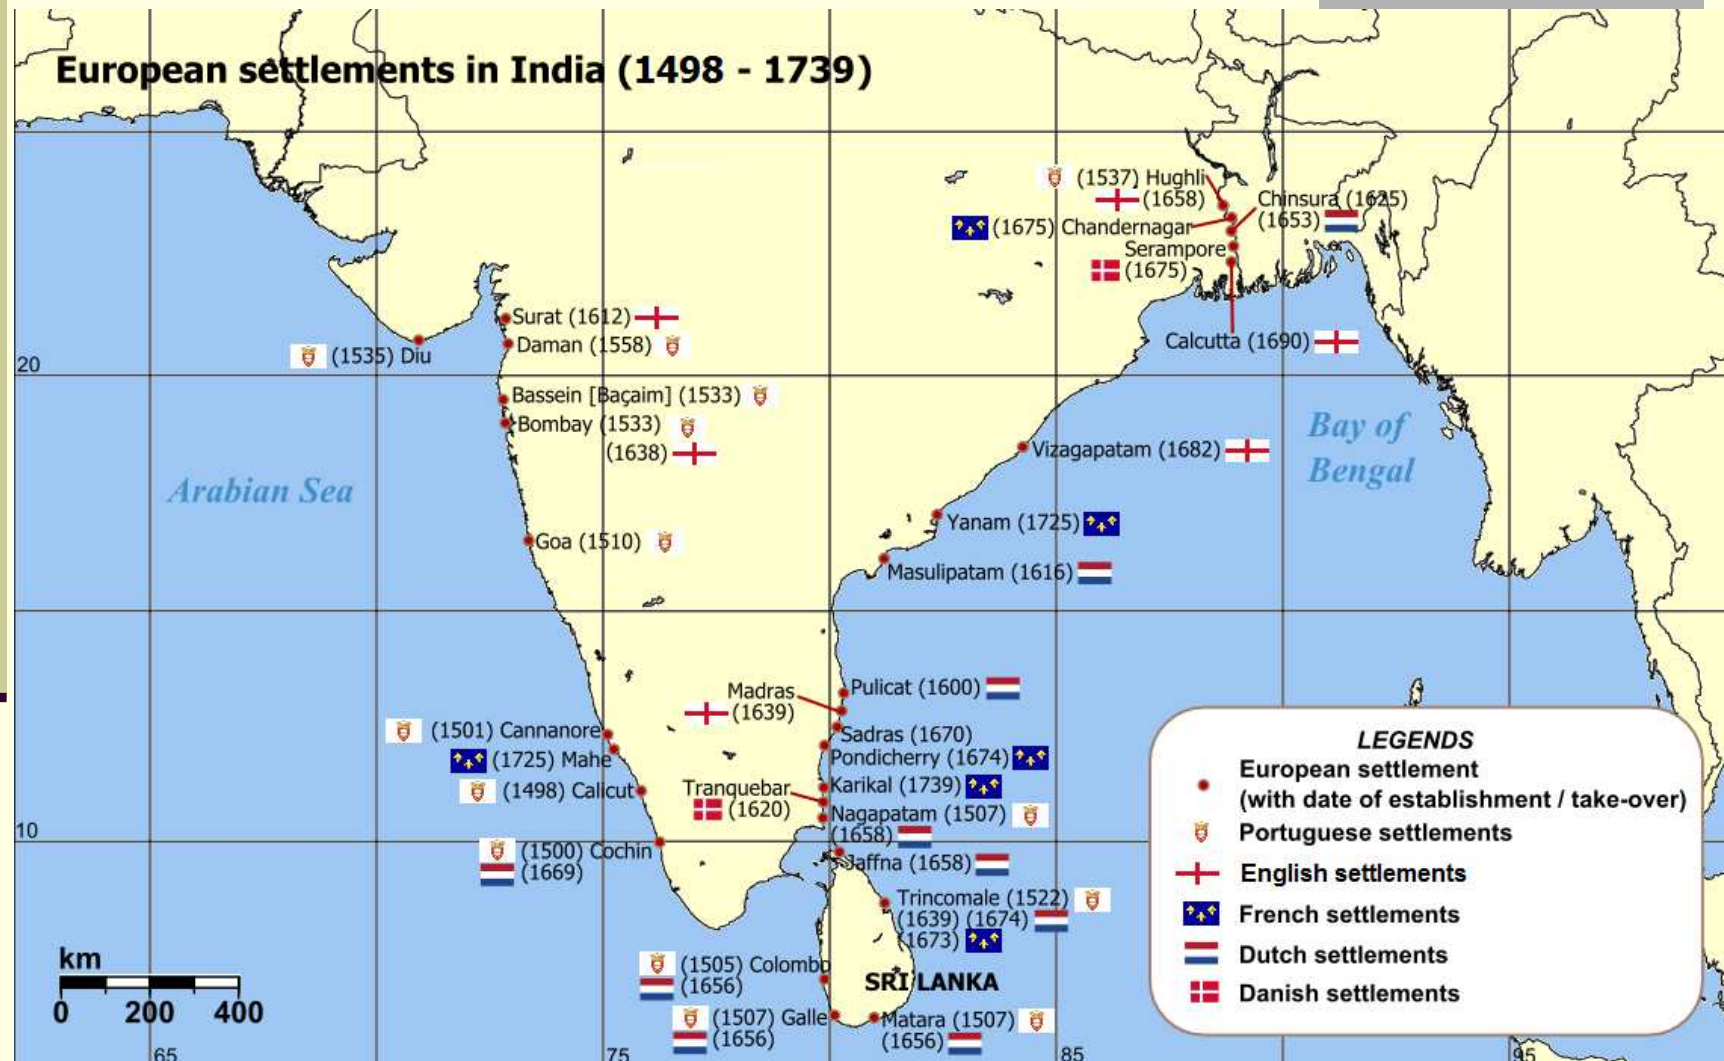 European settlements in India (1498 - 1739)
(1537) Hughli
(1658)
Chinsura (1625)
(1653)
(1675) Chandernagar
Serampore
(1675)
Calcutta (1690)
Surat (1612)
Daman (1558)
(1535) Diu
20
Bassein [Baçaim] (1533)
Bombay (1533)
(1638)
Arabian Sea
Bay of
Bengal
Vizagapatam (1682)
Yanam (1725)
Goa (1510)
Masulipatam (1616)
Pulicat (1600)
Madras
(1639)
Sadras (1670)
(1501) Cannanore
(1725) Mahe
(1498) Calicut
Pondicherry (1674)
Karikal (1739)
Tranquebar
(1620)
Nagapatam (1507)
(1658)
10
(1500) Cochin
(1669)
Jaffna (1658)
Trincomale (1522)
(1639) (1674)
(1673)
(1505) Colombo
(1656)
SRI LANKA
(1507) Galle
(1656)
Matara (1507)
(1656)
LEGENDS
European settlement
(with date of establishment / take-over)
Portuguese settlements
English settlements
French settlements
Dutch settlements
Danish settlements
km
0 200 400
65 75 85 95